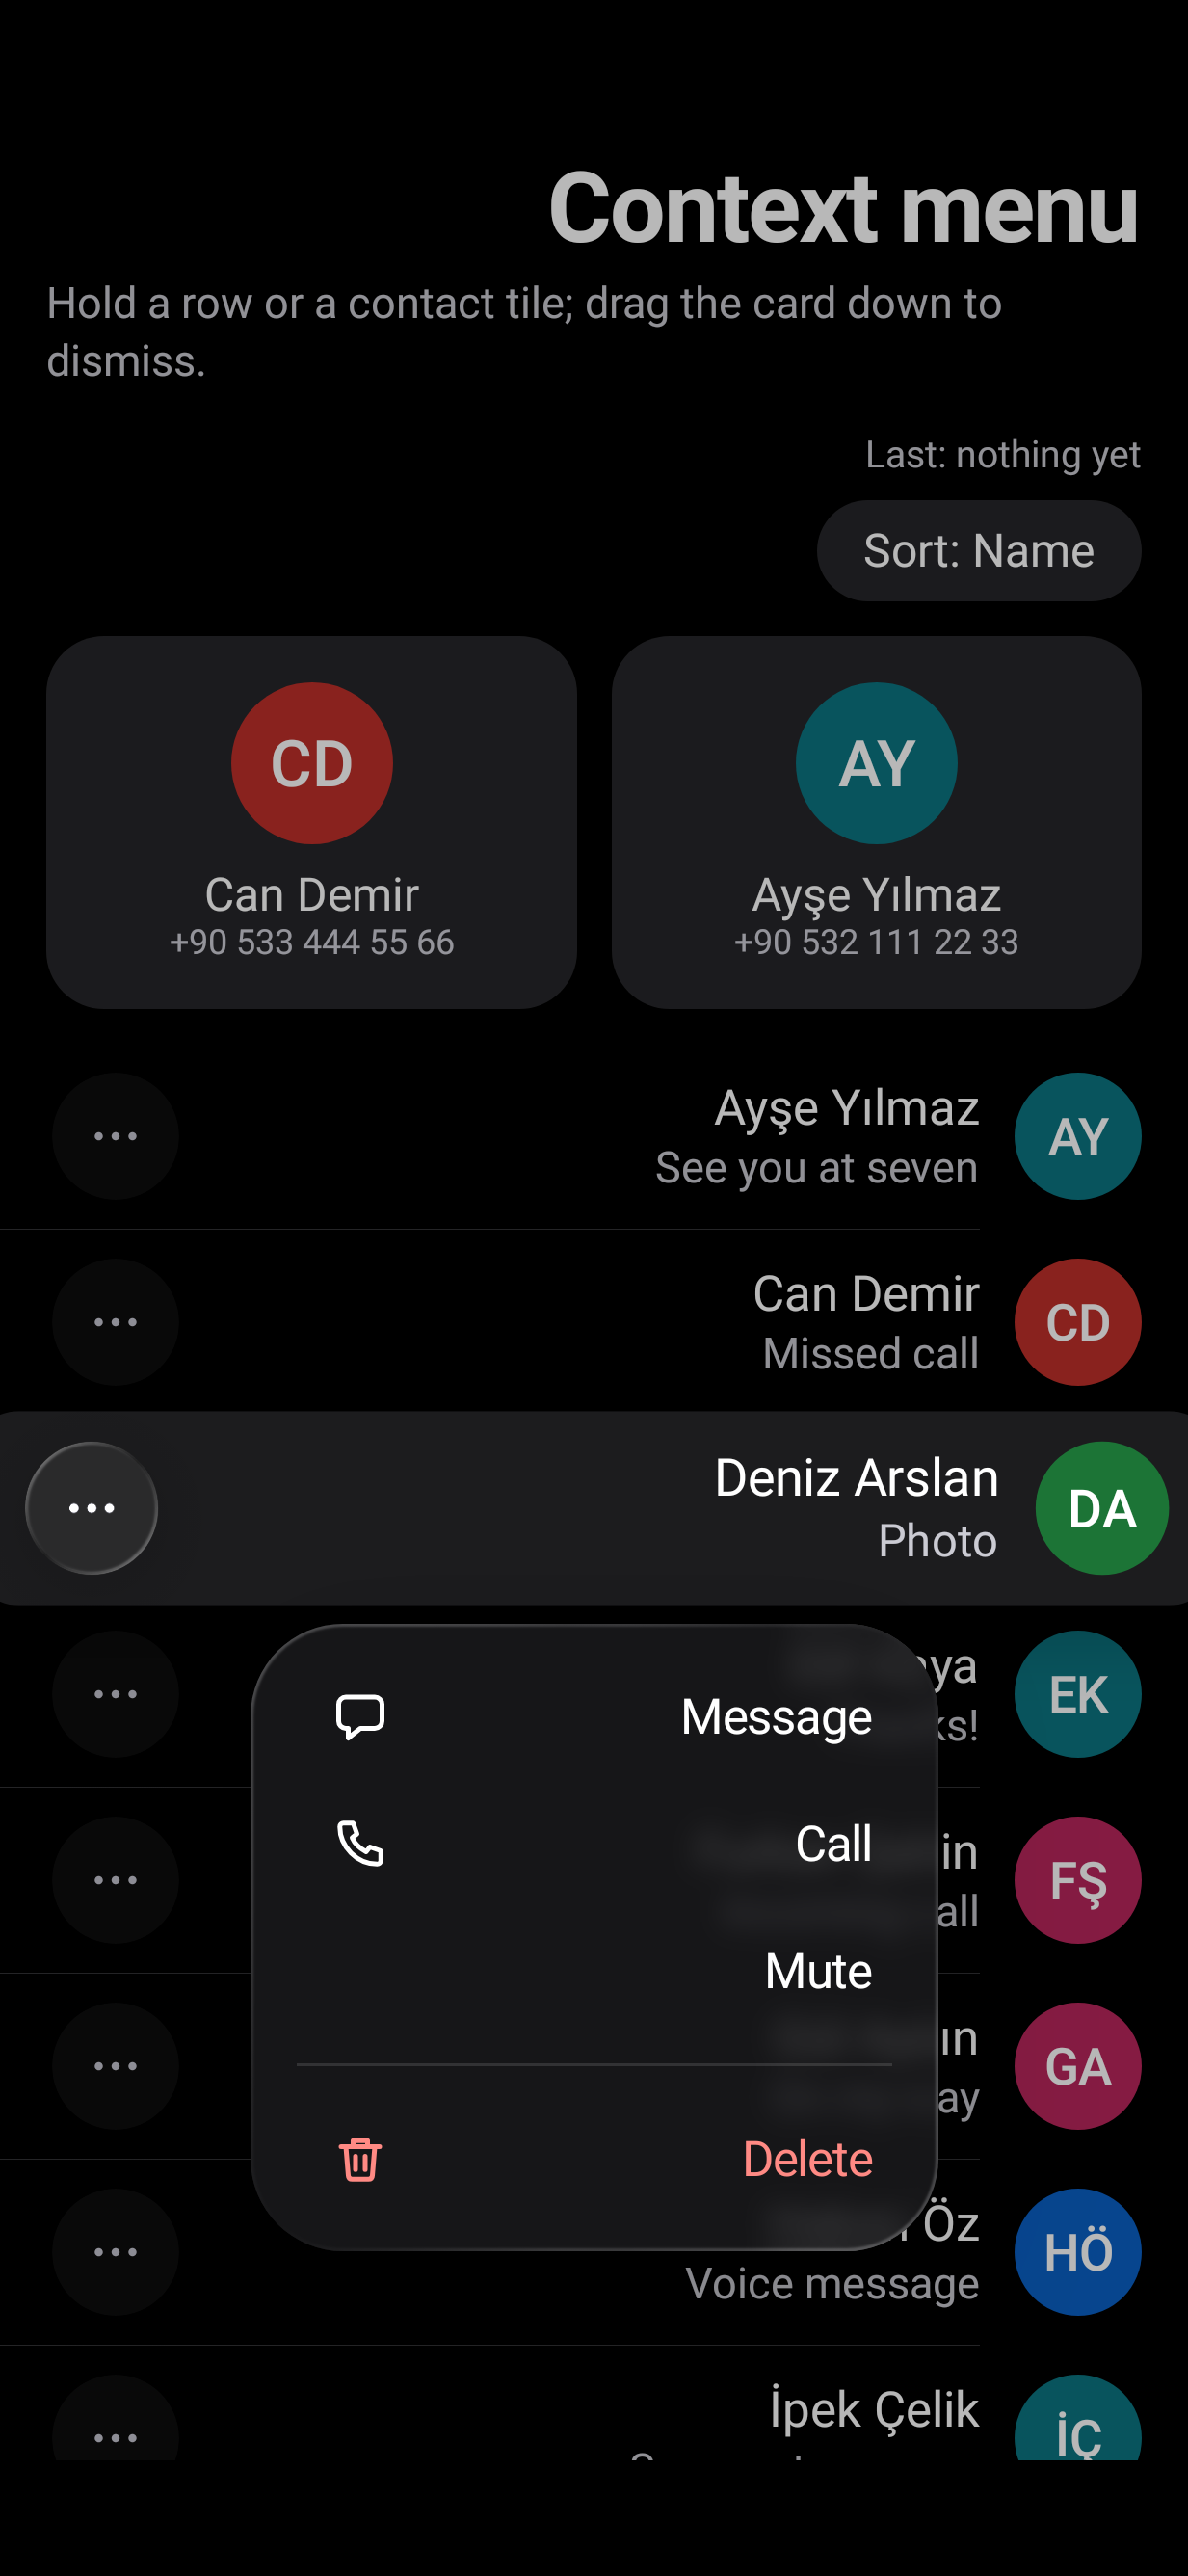 Context menu
Hold a row or a contact tile; drag the card down to
dismiss.
Last: nothing yet
Sort: Name
CD
Can Demir
+90 533 444 55 66
AY
Ayşe Yılmaz
+90 532 111 22 33
Ayşe Yılmaz
See you at seven
AY
Can Demir
Missed call
CD
Deniz Arslan
Photo
DA
EK
Message
Call
FŞ
Mute
GA
Delete
Öz
Voice message
HÖ
İpek Çelik
İÇ